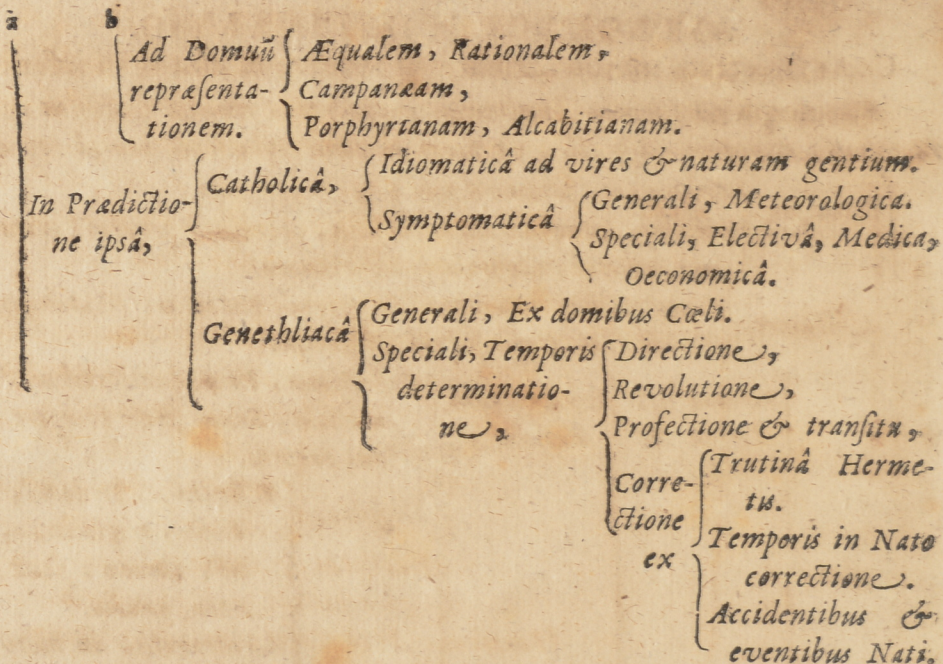 a b
Ad Domuū
repræſenta-
tionem.
Æqualem, Rationalem,
Campanæam,
Porphyrianam, Alcabitianam.
In Prædictio-
ne ipsâ,
Catholicâ,
Idiomaticâ ad vires & naturam gentium.
Symptomaticâ
Generali, Meteorologica.
Speciali, Electivâ, Medica,
Oeconomicâ.
Genethliacâ
Generali, Ex domibus Cœli.
Speciali, Temporis
determinatio-
ne,
Directione,
Revolutione,
Profectione & tranſitu,
Corre-
ctione
ex
Trutinâ Herme-
tis.
Temporis in Nato
correctione.
Accidentibus &
eventibus Nati.